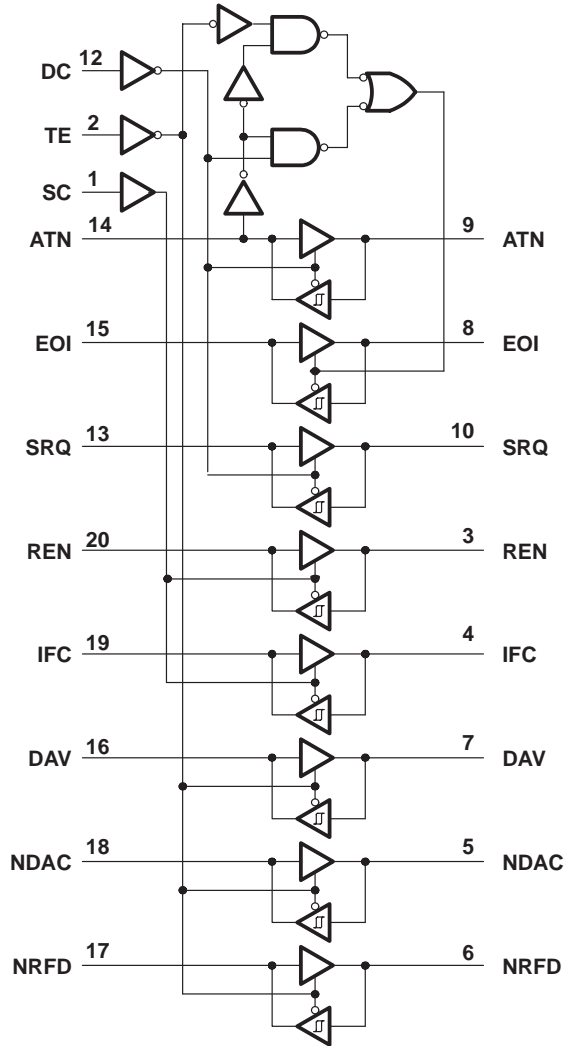 DC 12
TE 2
SC 1
ATN 14 9 ATN
EOI 15 8 EOI
SRQ 13 10 SRQ
REN 20 3 REN
IFC 19 4 IFC
DAV 16 7 DAV
NDAC 18 5 NDAC
NRFD 17 6 NRFD